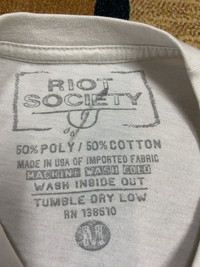 RIOT
SOCIETY
50% POLY / 50% COTTON
MADE IN USA OF IMPORTED FABRIC
MACHINE WASH COLD
WASH INSIDE OUT
TUMBLE DRY LOW
RN 138570
M